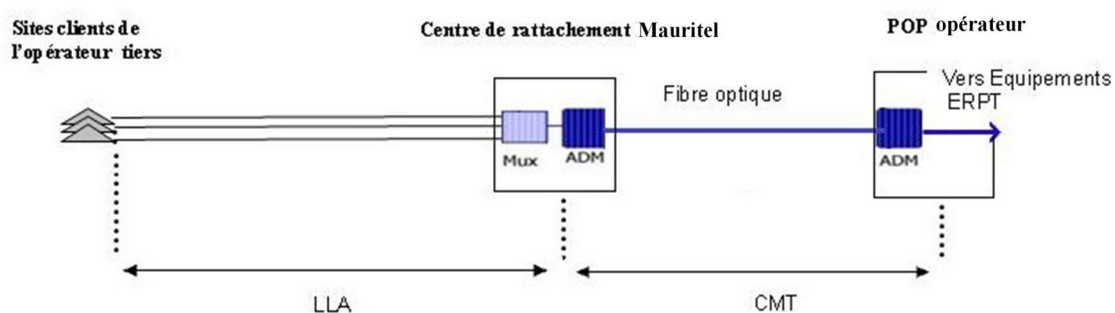 Sites clients de
l'opérateur tiers
Centre de rattachement Mauritel
POP opérateur
Vers Equipements
ERPT
Fibre optique
Mux
ADM
ADM
LLA
CMT